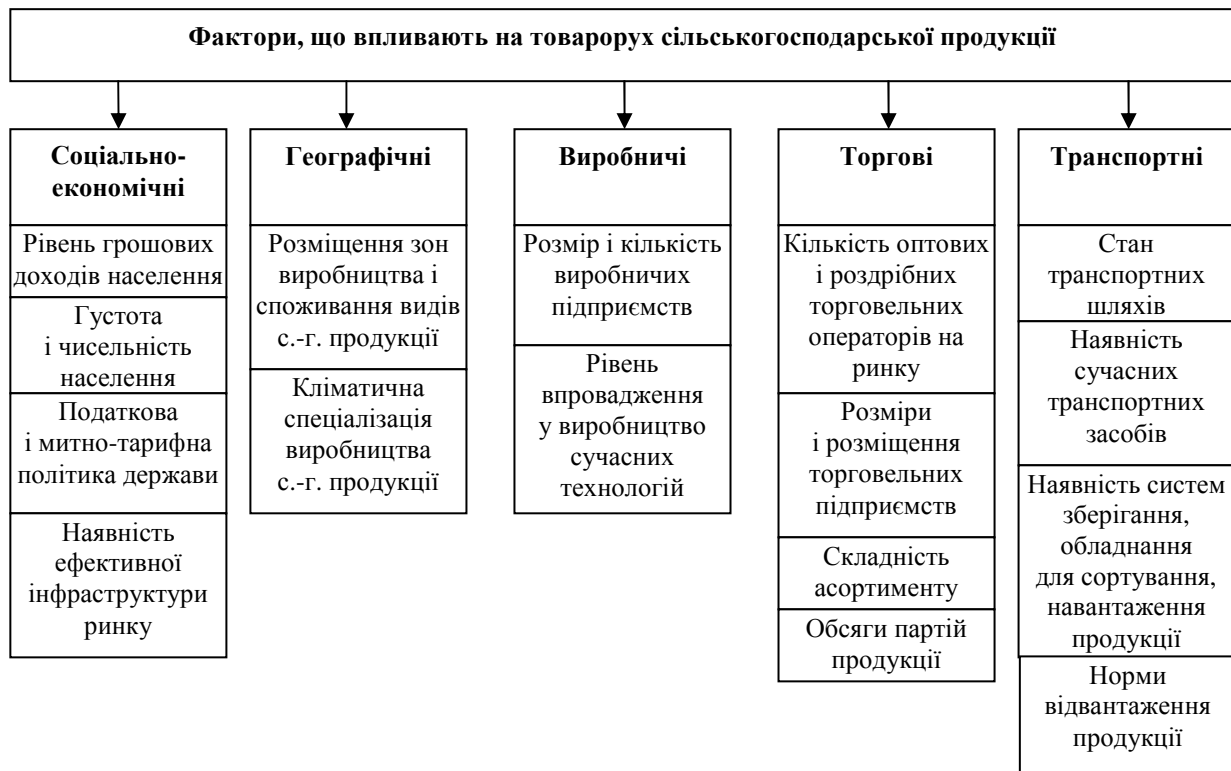 Фактори, що впливають на товарорух сільськогосподарської продукції
Соціально-
економічні
Рівень грошових
доходів населення
Густота
і чисельність
населення
Податкова
і митно-тарифна
політика держави
Наявність
ефективної
інфраструктури
ринку
Географічні
Розміщення зон
виробництва і
споживання видів
с.-г. продукції
Кліматична
спеціалізація
виробництва
с.-г. продукції
Виробничі
Розмір і кількість
виробничих
підприємств
Рівень
впровадження
у виробництво
сучасних
технологій
Торгові
Кількість оптових
і роздрібних
торговельних
операторів на
ринку
Розміри
і розміщення
торговельних
підприємств
Складність
асортименту
Обсяги партій
продукції
Транспортні
Стан
транспортних
шляхів
Наявність
сучасних
транспортних
засобів
Наявність систем
зберігання,
обладнання
для сортування,
навантаження
продукції
Норми
відвантаження
продукції